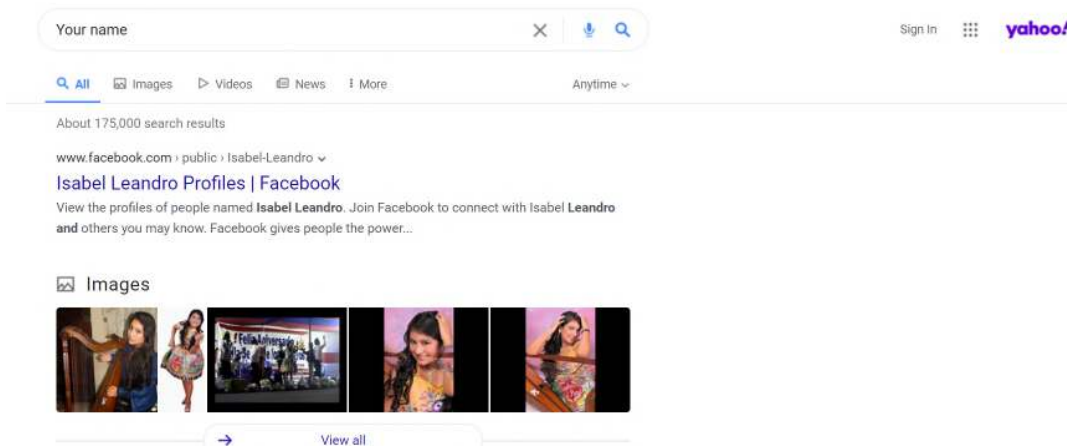 Your name
Sign In
yahoo!
All Images Videos News More Anytime
About 175,000 search results
www.facebook.com › public › Isabel-Leandro
Isabel Leandro Profiles | Facebook
View the profiles of people named Isabel Leandro. Join Facebook to connect with Isabel Leandro
and others you may know. Facebook gives people the power...
Images
Feliz Aniversario
View all